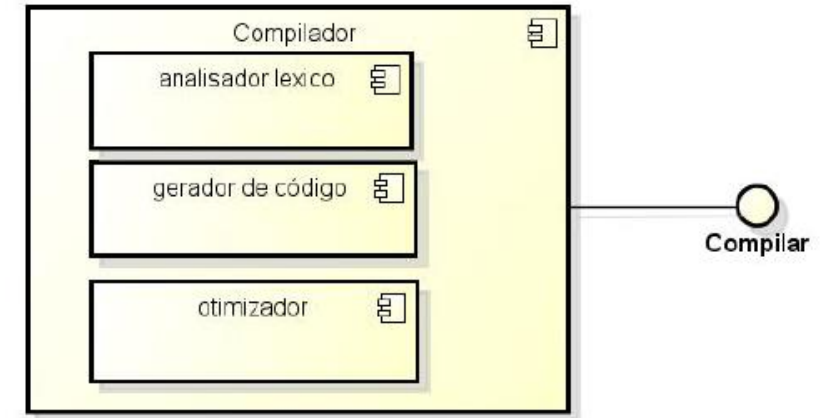 Compilador
analisador lexico
gerador de código
Compilar
otimizador